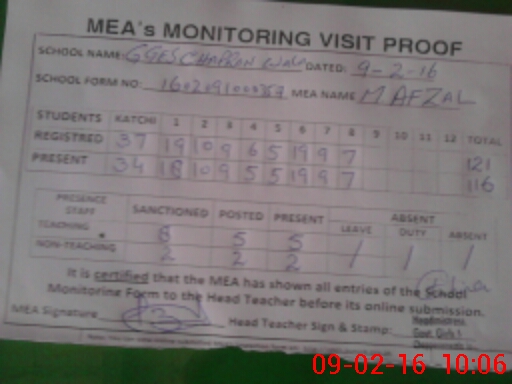 MEA's MONITORING VISIT PROOF
SCHOOL NAME: GGES CHAPRAN WALI DATED: 9-2-16
SCHOOL FORM NO: MEA NAME M AFZAL
STUDENTS KATCHI 1 2 3 4 5 6 7 8 9 10 11 12 TOTAL
REGISTRED 37 19 10 9 6 5 19 9 7 121
PRESENT 34 18 10 9 5 5 19 9 7 116
PRESENCE STAFF SANCTIONED POSTED PRESENT ABSENT
LEAVE DUTY ABSENT
TEACHING 8 5 5 / / /
NON-TEACHING 2 2 2
It is certified that the MEA has shown all entries of the School
Monitoring Form to the Head Teacher before its online submission.
MEA Signature Head Teacher Sign & Stamp: Headmistress
Govt. Girls
09-02-16 10:06